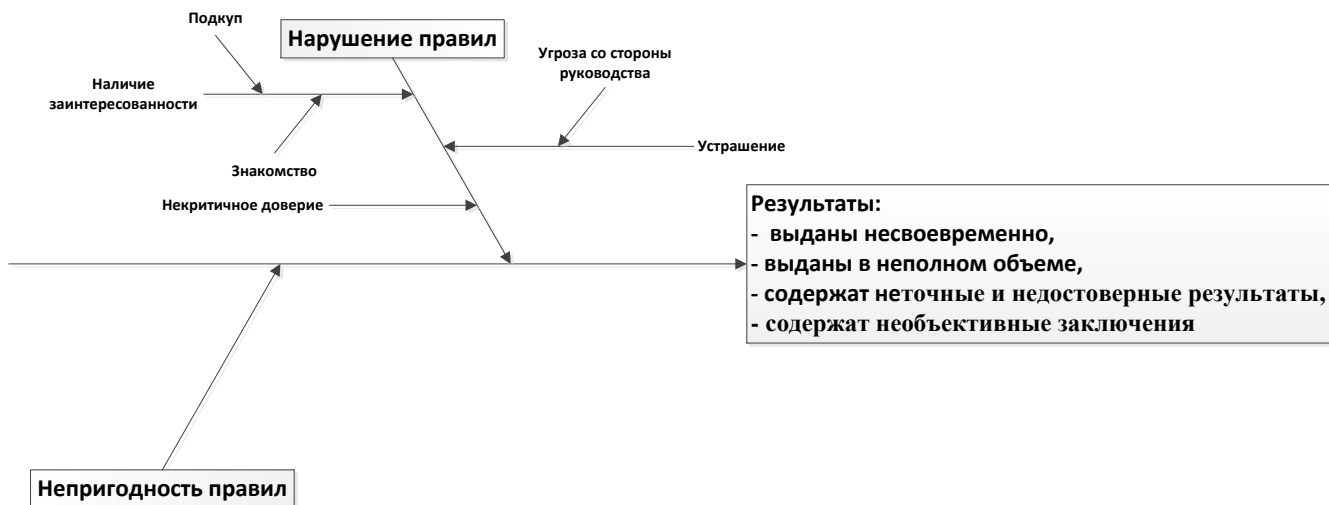 Подкуп
Нарушение правил
Угроза со стороны
руководства
Наличие
заинтересованности
Устрашение
Знакомство
Некритичное доверие
Результаты:
- выданы несвоевременно,
- выданы в неполном объеме,
- содержат неточные и недостоверные результаты,
- содержат необъективные заключения
Непригодность правил